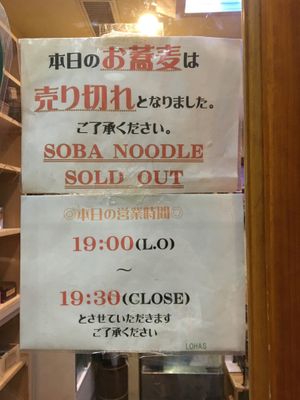 本日のお蕎麦は
売り切れとなりました。
ご了承ください。
SOBA NOODLE
SOLD OUT
◎本日の営業時間◎
19:00(L.O)
～
19:30(CLOSE)
とさせていただきます
ご了承ください
LOHAS